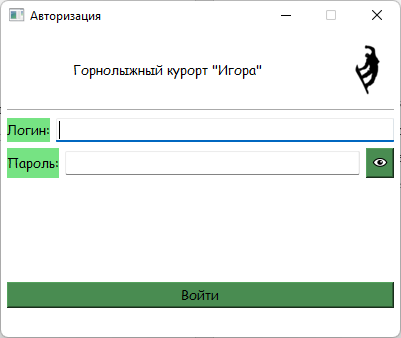 Авторизация
Горнолыжный курорт "Игора"
Логин:
Пароль:
Войти